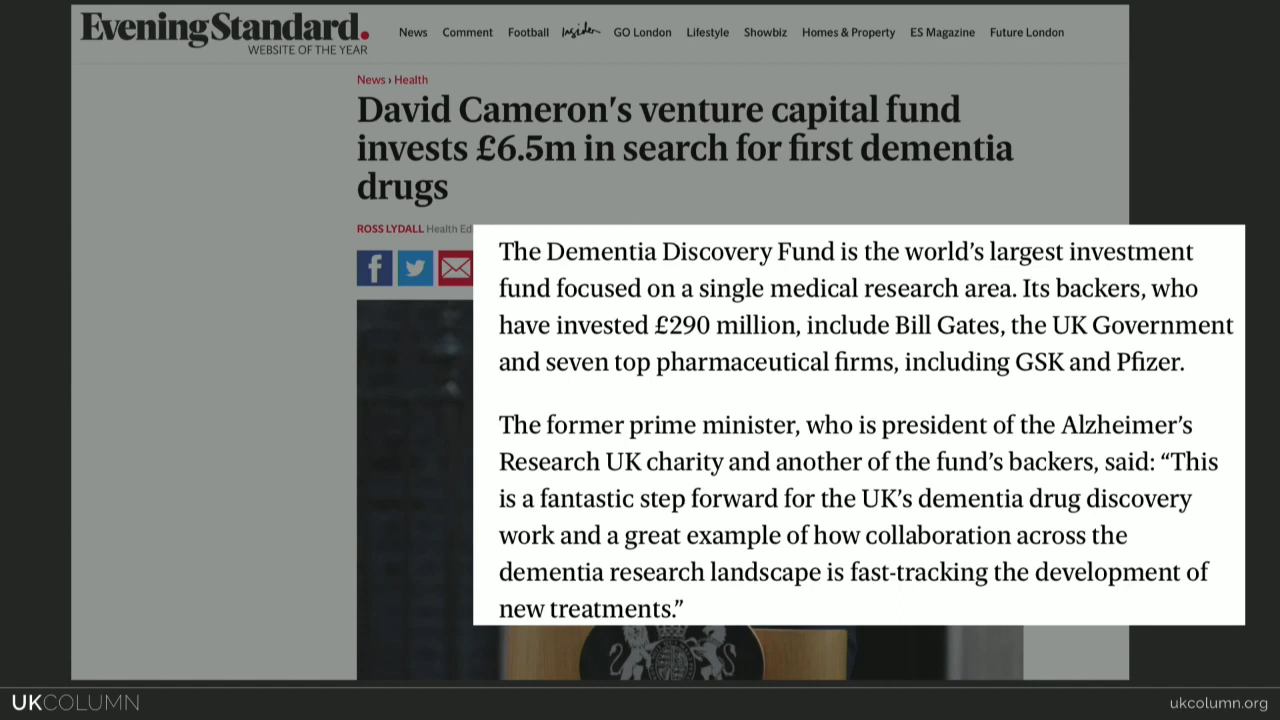 Evening Standard.
WEBSITE OF THE YEAR
News Comment Football Insider GO London Lifestyle Showbiz Homes & Property ES Magazine Future London
News › Health
David Cameron's venture capital fund
invests £6.5m in search for first dementia
drugs
ROSS LYDALL Health Ed
The Dementia Discovery Fund is the world’s largest investment
fund focused on a single medical research area. Its backers, who
have invested £290 million, include Bill Gates, the UK Government
and seven top pharmaceutical firms, including GSK and Pfizer.
The former prime minister, who is president of the Alzheimer’s
Research UK charity and another of the fund’s backers, said: “This
is a fantastic step forward for the UK’s dementia drug discovery
work and a great example of how collaboration across the
dementia research landscape is fast-tracking the development of
new treatments.”
UKCOLUMN
ukcolumn.org